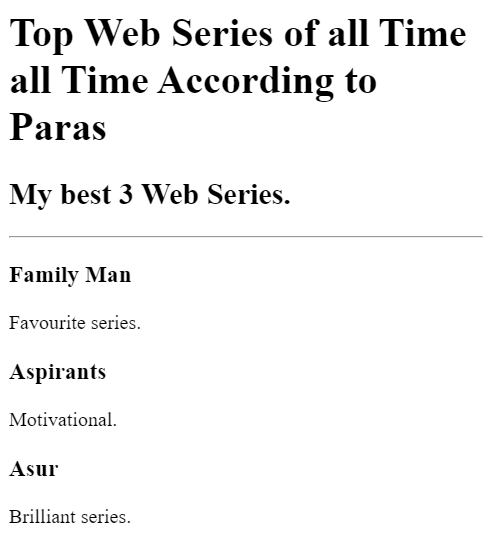 Top Web Series of all Time
all Time According to
Paras
My best 3 Web Series.
Family Man
Favourite series.
Aspirants
Motivational.
Asur
Brilliant series.